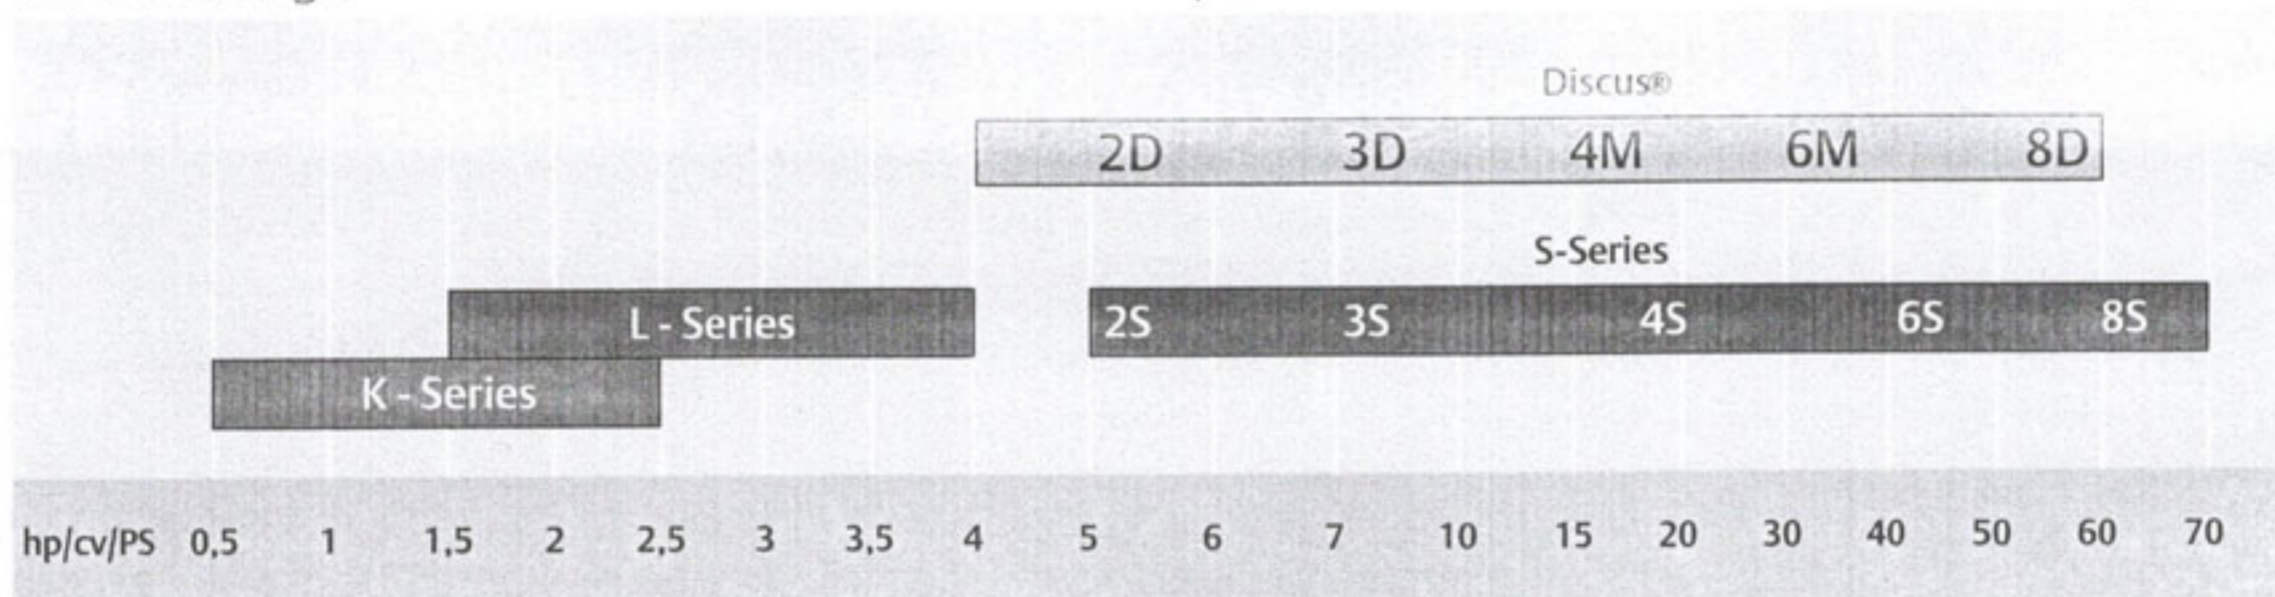 Discus®
2D 3D 4M 6M 8D
S-Series
L - Series 2S 3S 4S 6S 8S
K - Series
hp/cv/PS 0,5 1 1,5 2 2,5 3 3,5 4 5 6 7 10 15 20 30 40 50 60 70